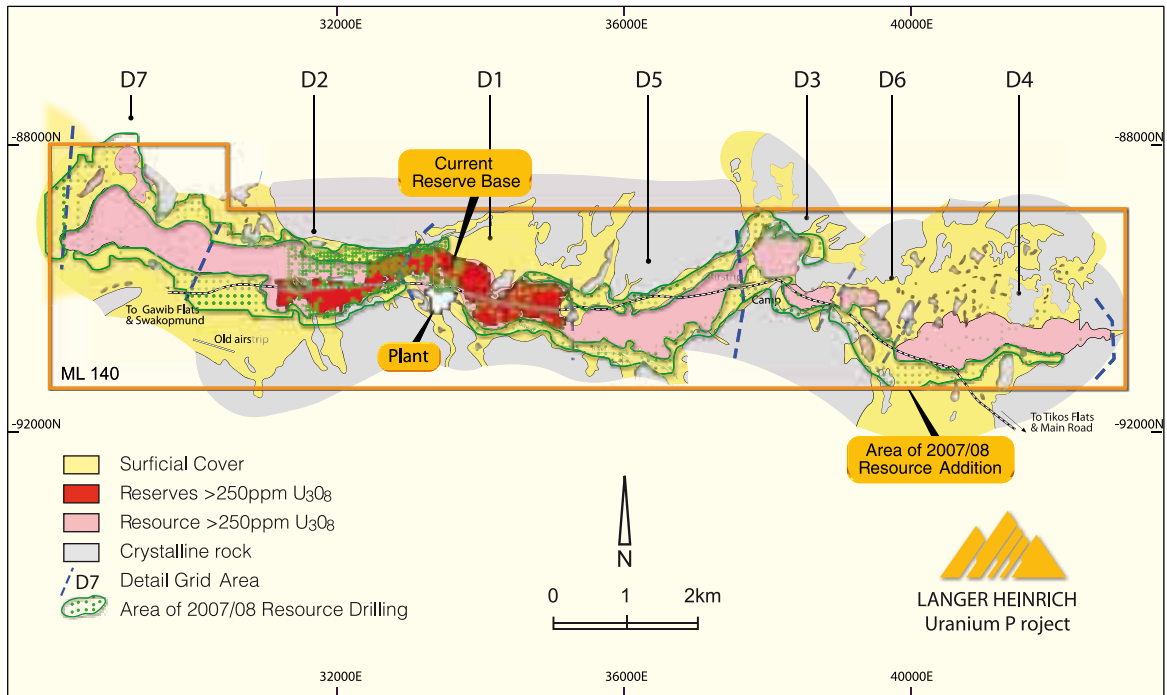 32000E 36000E 40000E
D7 D2 D1 D5 D3 D6 D4
-88000N -88000N
Current
Reserve Base
To Gawib Flats
& Swakopmund
Old airstrip
Plant
Airstrip
Camp
ML 140
To Tikos Flats
& Main Road
-92000N -92000N
Area of 2007/08
Resource Addition
Surficial Cover
Reserves >250ppm U3O8
Resource >250ppm U3O8
Crystalline rock
D7 Detail Grid Area
Area of 2007/08 Resource Drilling
N
0 1 2km
LANGER HEINRICH
Uranium P roject
32000E 36000E 40000E